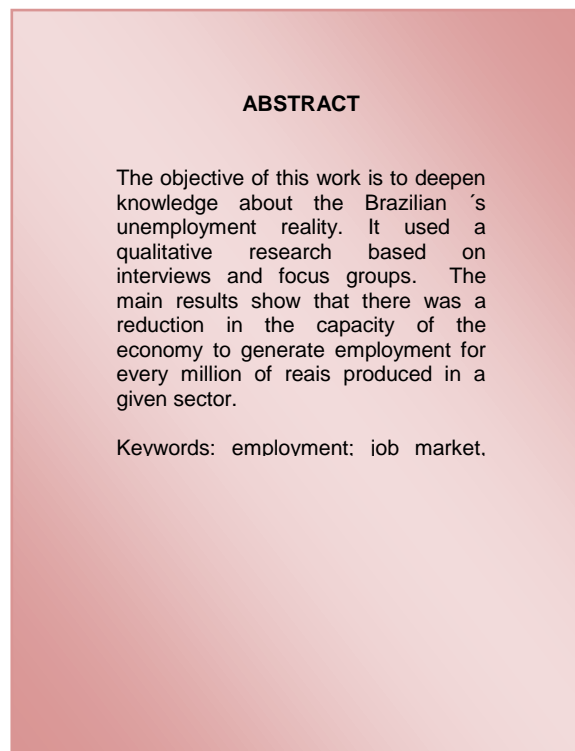 ABSTRACT
The objective of this work is to deepen
knowledge about the Brazilian ´s
unemployment reality. It used a
qualitative research based on
interviews and focus groups. The
main results show that there was a
reduction in the capacity of the
economy to generate employment for
every million of reais produced in a
given sector.
Keywords: employment; job market,